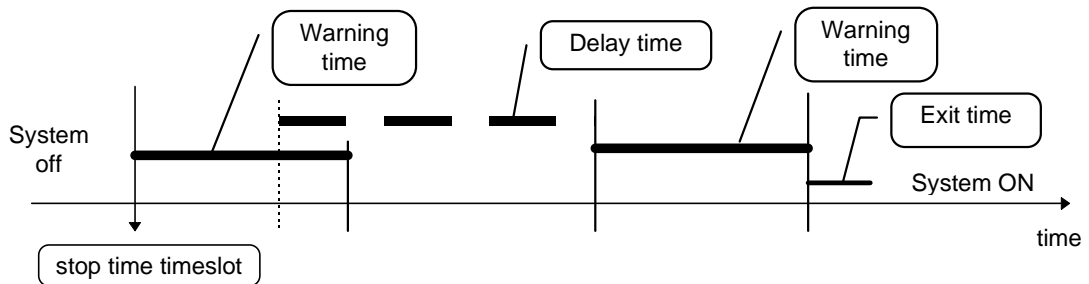 Warning
time
Delay time
Warning
time
Exit time
System
off
System ON
time
stop time timeslot